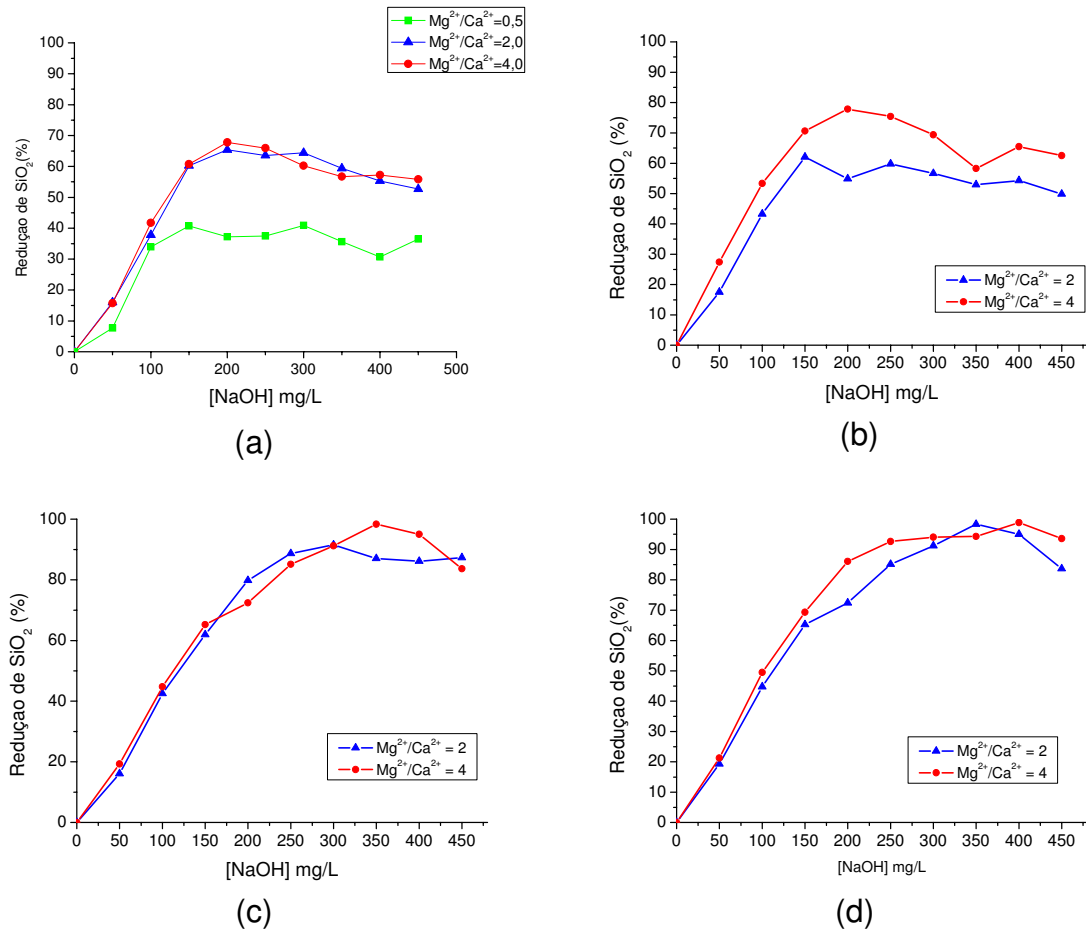 Mg²⁺/Ca²⁺=0,5
Mg²⁺/Ca²⁺=2,0
Mg²⁺/Ca²⁺=4,0
100
90
80
70
60
50
40
30
20
10
0
Reduçao de SiO₂(%)
0 100 200 300 400 500
[NaOH] mg/L
(a)
100
90
80
70
60
50
40
30
20
10
0
Reduçao de SiO₂ (%)
Mg²⁺/Ca²⁺ = 2
Mg²⁺/Ca²⁺ = 4
0 50 100 150 200 250 300 350 400 450
[NaOH] mg/L
(b)
100
80
60
40
20
0
Reduçao de SiO₂ (%)
Mg²⁺/Ca²⁺ = 2
Mg²⁺/Ca²⁺ = 4
0 50 100 150 200 250 300 350 400 450
[NaOH] mg/L
(c)
100
90
80
70
60
50
40
30
20
10
0
Reduçao de SiO₂ (%)
Mg²⁺/Ca²⁺ = 2
Mg²⁺/Ca²⁺ = 4
0 50 100 150 200 250 300 350 400 450
[NaOH] mg/L
(d)